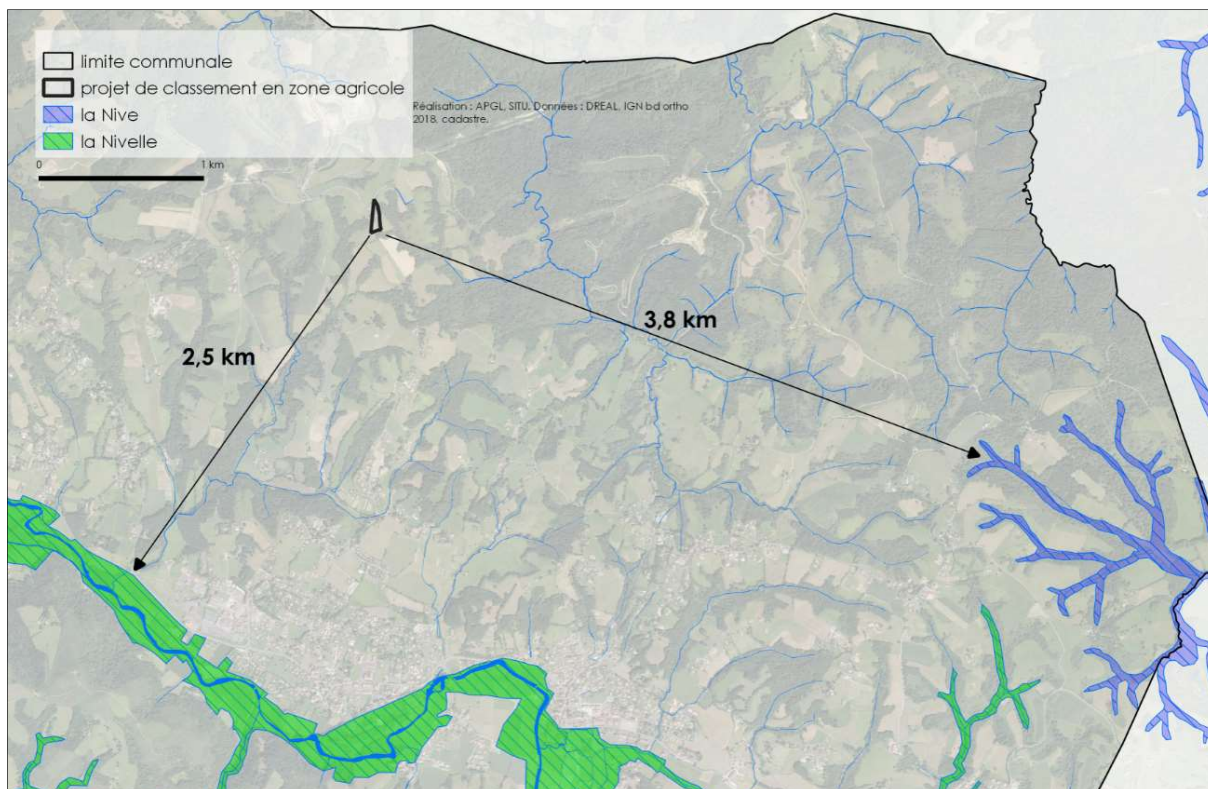 limite communale
projet de classement en zone agricole
la Nive
la Nivelle
0 1 km
Réalisation : APGL, SITU. Données : DREAL, IGN bd ortho
2018, cadastre.
3,8 km
2,5 km